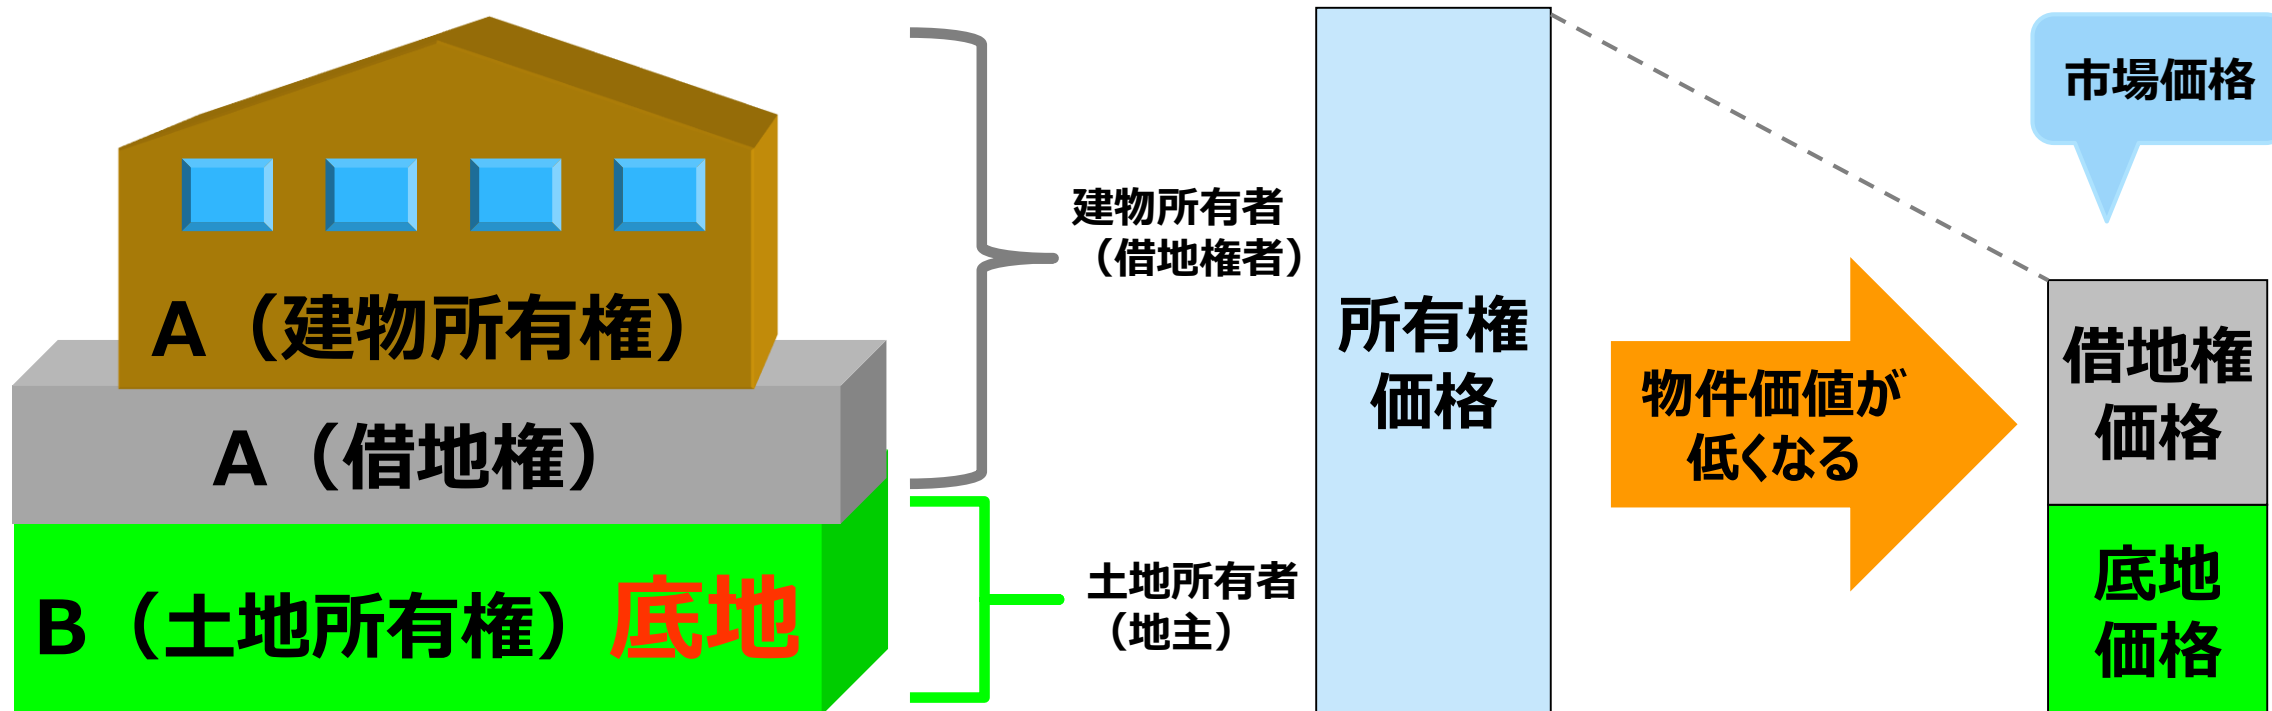 A（建物所有権）
A（借地権）
B（土地所有権）底地
建物所有者
（借地権者）
土地所有者
（地主）
所有権
価格
物件価値が
低くなる
市場価格
借地権
価格
底地
価格